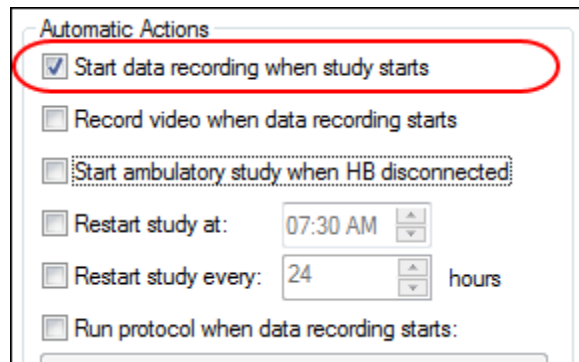 Automatic Actions
Start data recording when study starts
Record video when data recording starts
Start ambulatory study when HB disconnected
Restart study at: 07:30 AM
Restart study every: 24 hours
Run protocol when data recording starts: